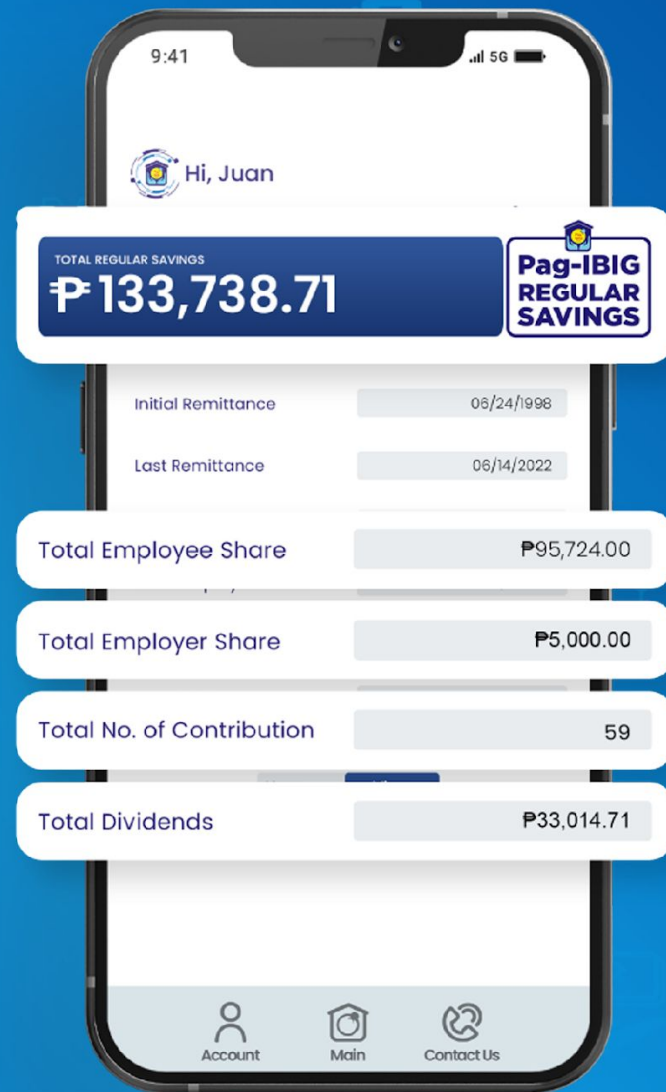 9:41
5G
Hi, Juan
TOTAL REGULAR SAVINGS
₱133,738.71
Pag-IBIG
REGULAR
SAVINGS
Initial Remittance 06/24/1998
Last Remittance 06/14/2022
Total Employee Share ₱95,724.00
Total Employer Share ₱5,000.00
Total No. of Contribution 59
Total Dividends ₱33,014.71
Account Main Contact Us